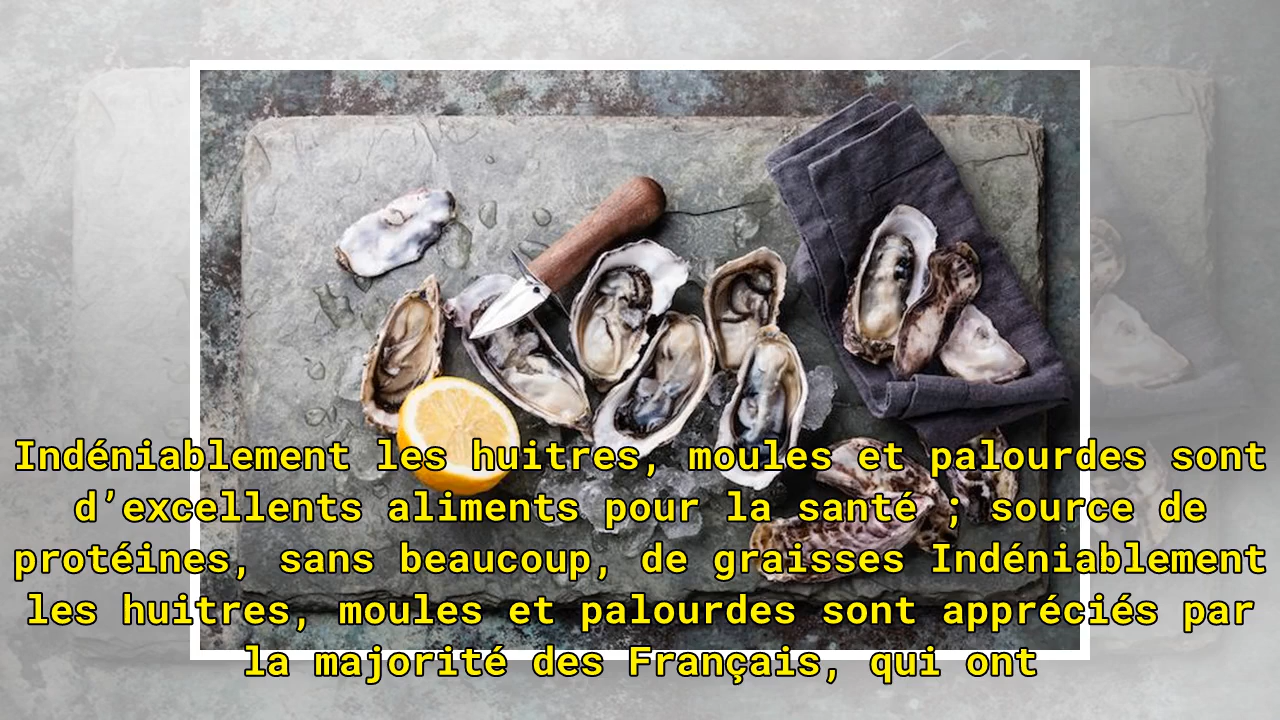 Indéniablement les huitres, moules et palourdes sont
d’excellents aliments pour la santé ; source de
protéines, sans beaucoup, de graisses Indéniablement
les huitres, moules et palourdes sont appréciés par
la majorité des Français, qui ont